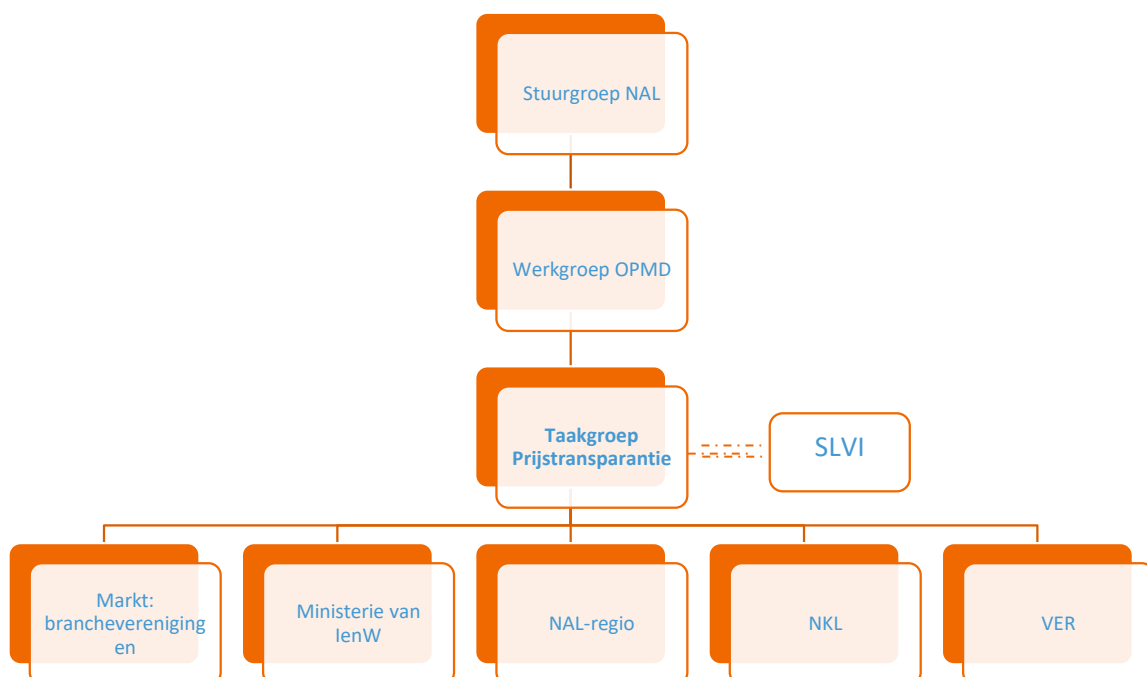 Stuurgroep NAL
Werkgroep OPMD
Taakgroep
Prijstransparantie
SLVI
Markt:
branchevereniging
en
Ministerie van
IenW
NAL-regio
NKL
VER